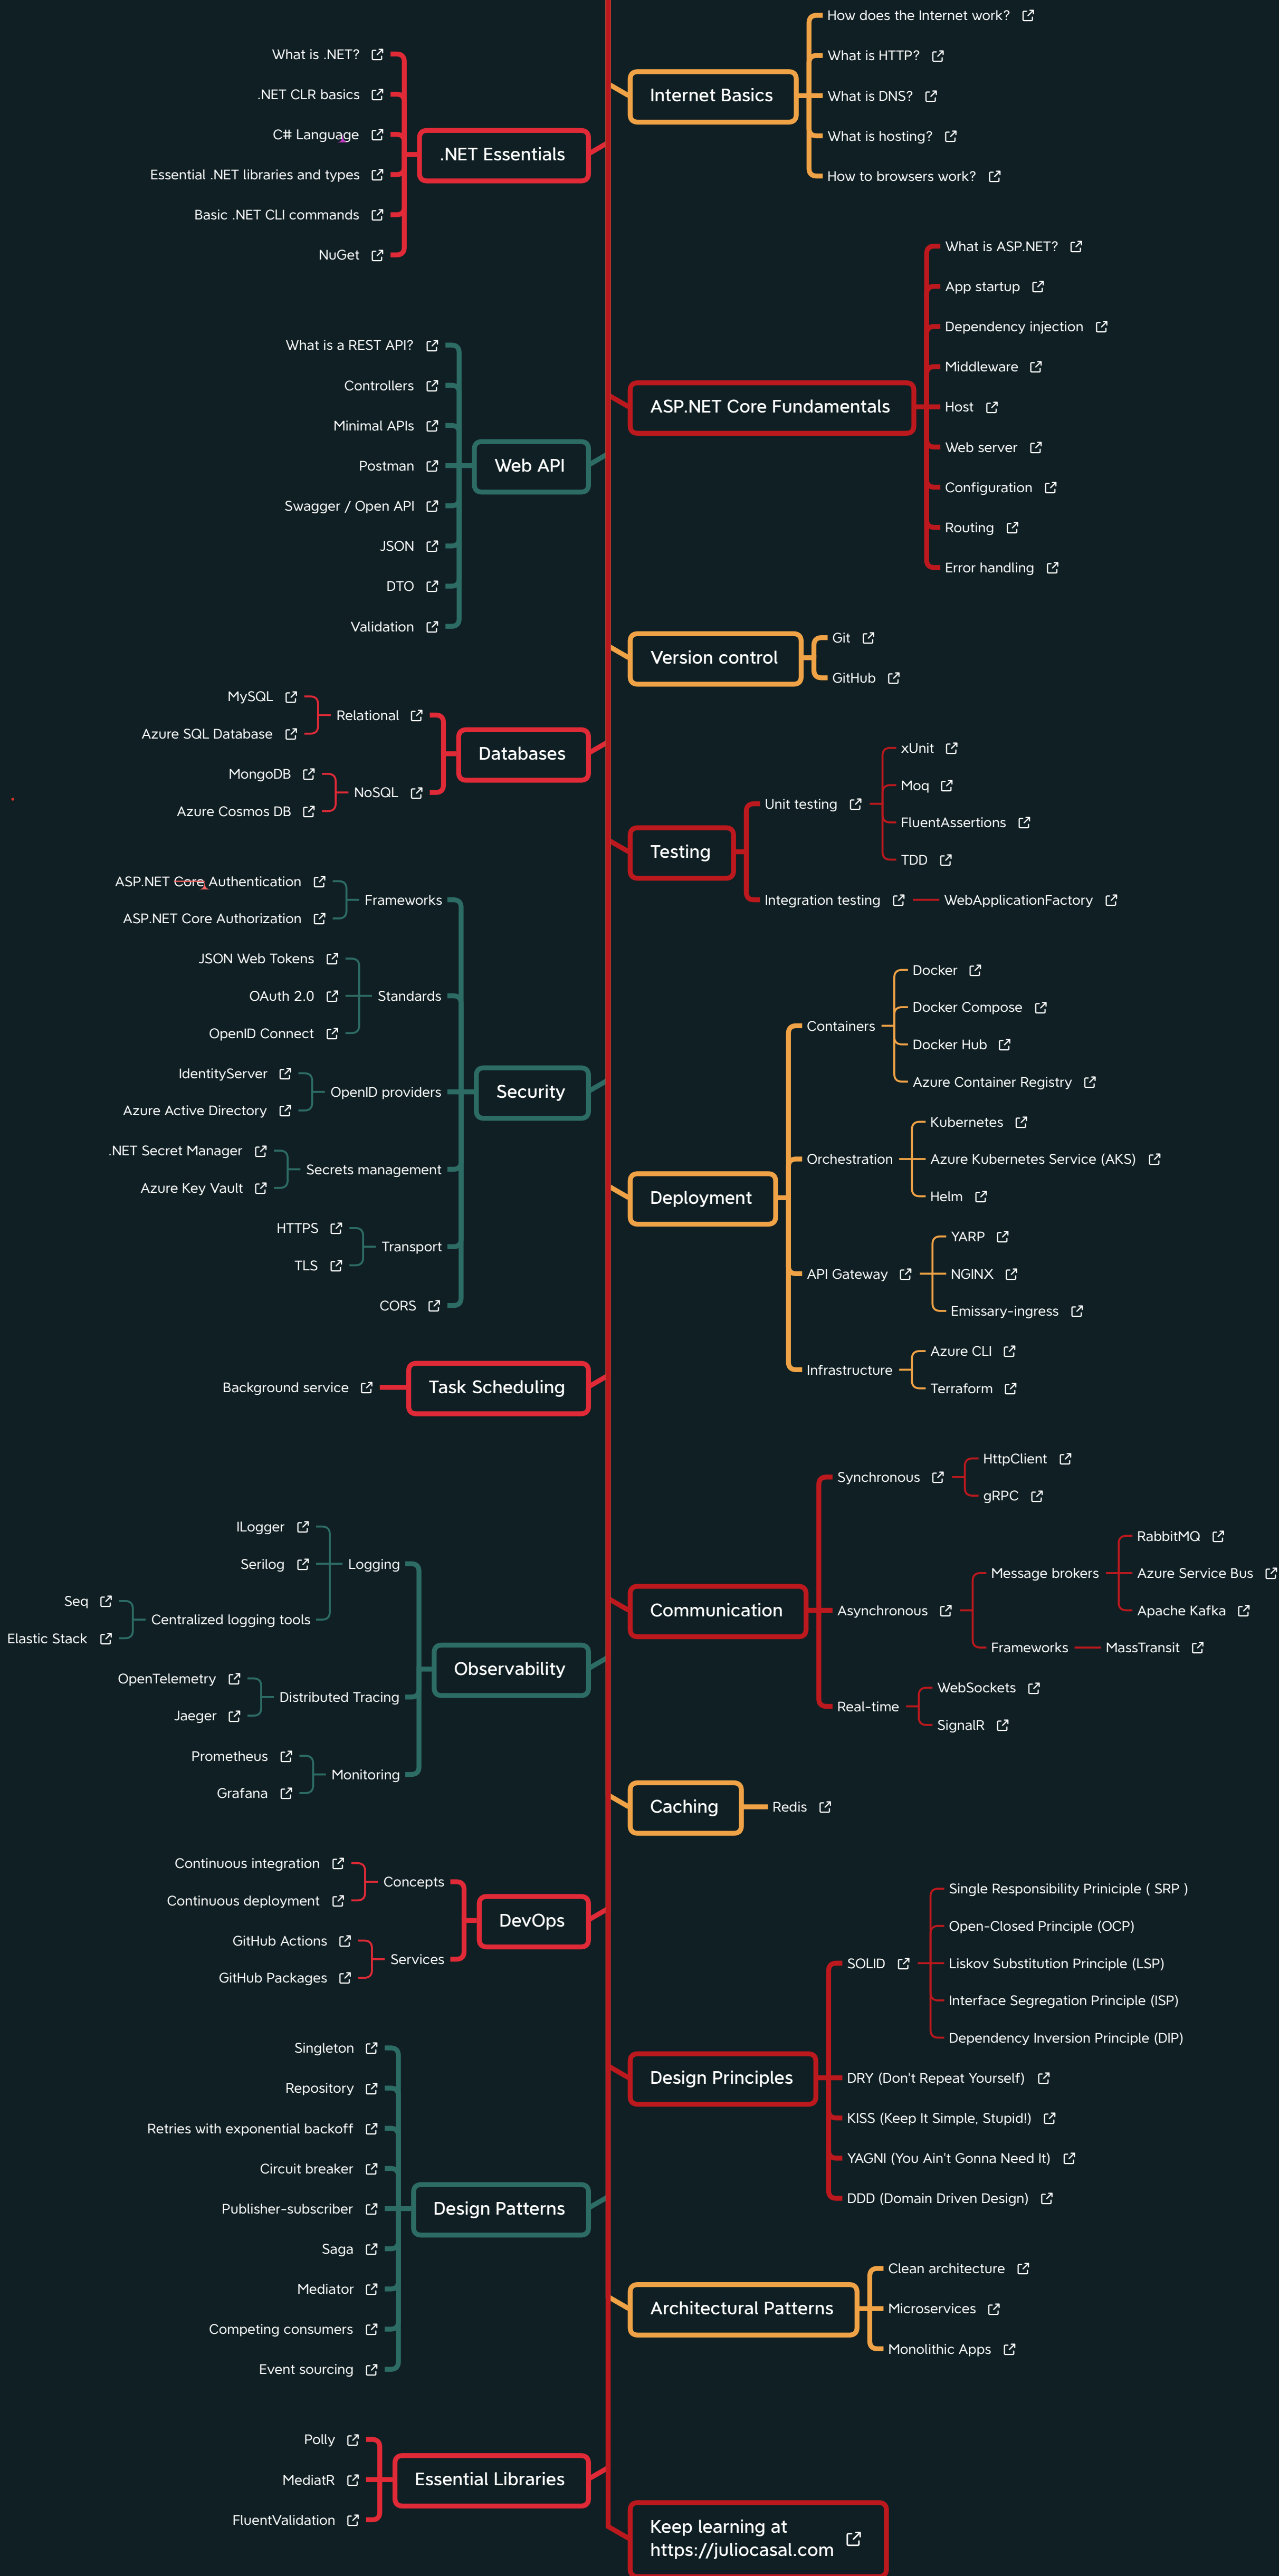 Internet Basics
How does the Internet work?
What is HTTP?
What is DNS?
What is hosting?
How to browsers work?
.NET Essentials
What is .NET?
.NET CLR basics
C# Language
Essential .NET libraries and types
Basic .NET CLI commands
NuGet
ASP.NET Core Fundamentals
What is ASP.NET?
App startup
Dependency injection
Middleware
Host
Web server
Configuration
Routing
Error handling
Web API
What is a REST API?
Controllers
Minimal APIs
Postman
Swagger / Open API
JSON
DTO
Validation
Version control
Git
GitHub
Databases
Relational
MySQL
Azure SQL Database
NoSQL
MongoDB
Azure Cosmos DB
Testing
Unit testing
xUnit
Moq
FluentAssertions
TDD
Integration testing
WebApplicationFactory
Security
Frameworks
ASP.NET Core Authentication
ASP.NET Core Authorization
Standards
JSON Web Tokens
OAuth 2.0
OpenID Connect
OpenID providers
IdentityServer
Azure Active Directory
Secrets management
.NET Secret Manager
Azure Key Vault
Transport
HTTPS
TLS
CORS
Deployment
Containers
Docker
Docker Compose
Docker Hub
Azure Container Registry
Orchestration
Kubernetes
Azure Kubernetes Service (AKS)
Helm
API Gateway
YARP
NGINX
Emissary-ingress
Infrastructure
Azure CLI
Terraform
Task Scheduling
Background service
Communication
Synchronous
HttpClient
gRPC
Asynchronous
Message brokers
RabbitMQ
Azure Service Bus
Apache Kafka
Frameworks
MassTransit
Real-time
WebSockets
SignalR
Observability
Logging
ILogger
Serilog
Centralized logging tools
Seq
Elastic Stack
Distributed Tracing
OpenTelemetry
Jaeger
Monitoring
Prometheus
Grafana
Caching
Redis
DevOps
Concepts
Continuous integration
Continuous deployment
Services
GitHub Actions
GitHub Packages
Design Principles
SOLID
Single Responsibility Priniciple ( SRP )
Open-Closed Principle (OCP)
Liskov Substitution Principle (LSP)
Interface Segregation Principle (ISP)
Dependency Inversion Principle (DIP)
DRY (Don't Repeat Yourself)
KISS (Keep It Simple, Stupid!)
YAGNI (You Ain't Gonna Need It)
DDD (Domain Driven Design)
Design Patterns
Singleton
Repository
Retries with exponential backoff
Circuit breaker
Publisher-subscriber
Saga
Mediator
Competing consumers
Event sourcing
Architectural Patterns
Clean architecture
Microservices
Monolithic Apps
Essential Libraries
Polly
MediatR
FluentValidation
Keep learning at
https://juliocasal.com